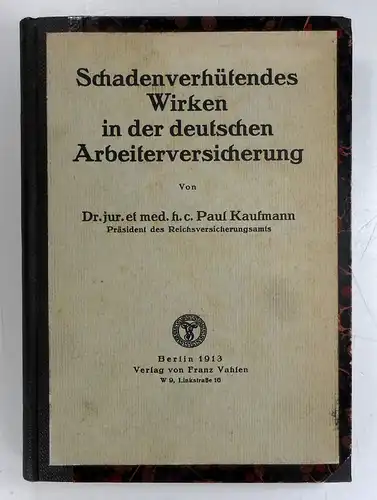 Schadenverhütendes
Wirken
in der deutschen
Arbeiterversicherung
Von
Dr. jur. et med. h. c. Paul Kaufmann
Präsident des Reichsversicherungsamts
Berlin 1913
Verlag von Franz Vahlen
W 9, Linkstraße 16